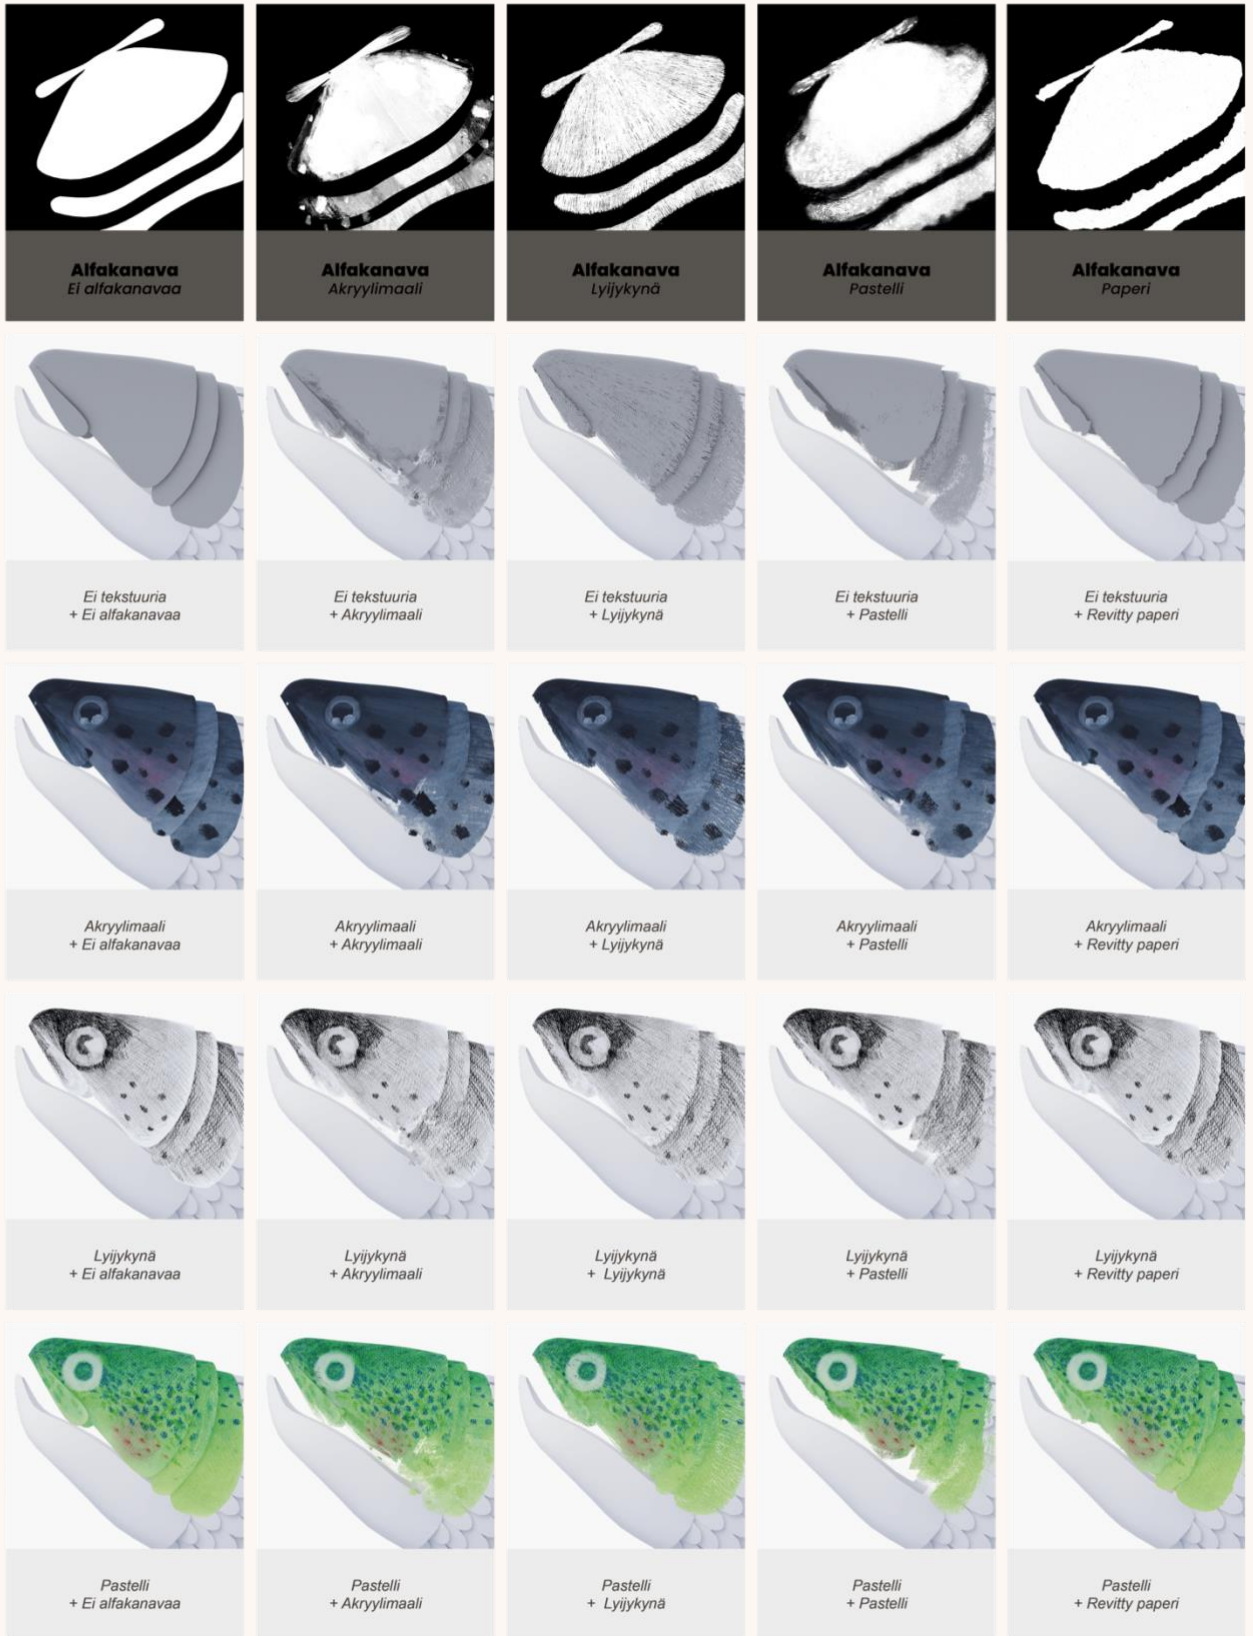 Alfakanava
Ei alfakanavaa
Alfakanava
Akryylimaali
Alfakanava
Lyijykynä
Alfakanava
Pastelli
Alfakanava
Paperi
Ei tekstuuria
+ Ei alfakanavaa
Ei tekstuuria
+ Akryylimaali
Ei tekstuuria
+ Lyijykynä
Ei tekstuuria
+ Pastelli
Ei tekstuuria
+ Revitty paperi
Akryylimaali
+ Ei alfakanavaa
Akryylimaali
+ Akryylimaali
Akryylimaali
+ Lyijykynä
Akryylimaali
+ Pastelli
Akryylimaali
+ Revitty paperi
Lyijykynä
+ Ei alfakanavaa
Lyijykynä
+ Akryylimaali
Lyijykynä
+ Lyijykynä
Lyijykynä
+ Pastelli
Lyijykynä
+ Revitty paperi
Pastelli
+ Ei alfakanavaa
Pastelli
+ Akryylimaali
Pastelli
+ Lyijykynä
Pastelli
+ Pastelli
Pastelli
+ Revitty paperi